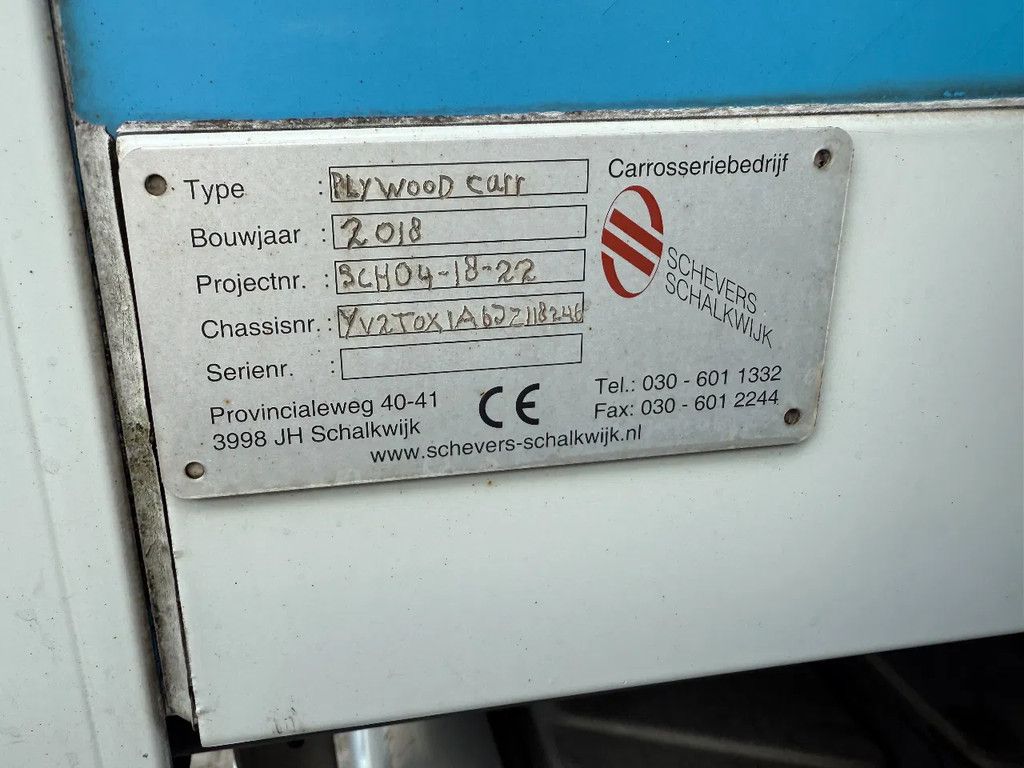 Type : PLYWOOD carr
Bouwjaar : 2018
Projectnr. : SCH04-18-22
Chassisnr. : YV2T0X1A6JZ118246
Serienr. :
Carrosseriebedrijf
SCHEVERS
SCHALKWIJK
Provincialeweg 40-41
3998 JH Schalkwijk
CE
Tel.: 030 - 601 1332
Fax: 030 - 601 2244
www.schevers-schalkwijk.nl